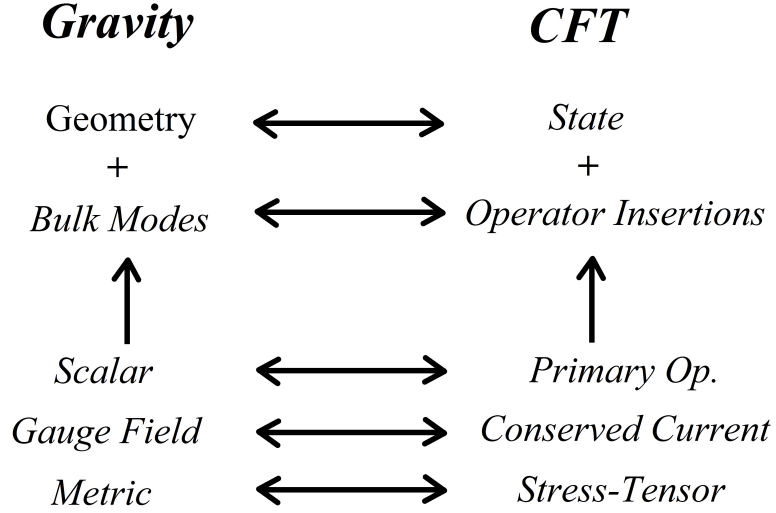 Gravity CFT
Geometry State
+ +
Bulk Modes Operator Insertions
Scalar Primary Op.
Gauge Field Conserved Current
Metric Stress-Tensor